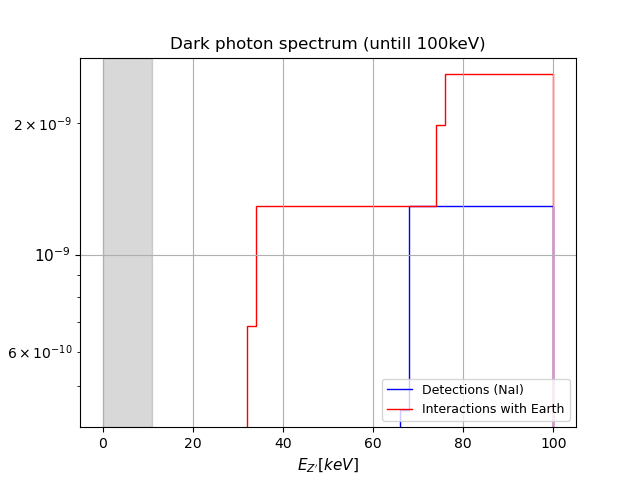 Dark photon spectrum (untill 100keV)
2 × 10⁻⁹
10⁻⁹
6 × 10⁻¹⁰
Detections (NaI)
Interactions with Earth
0 20 40 60 80 100
E_{Z'}[keV]